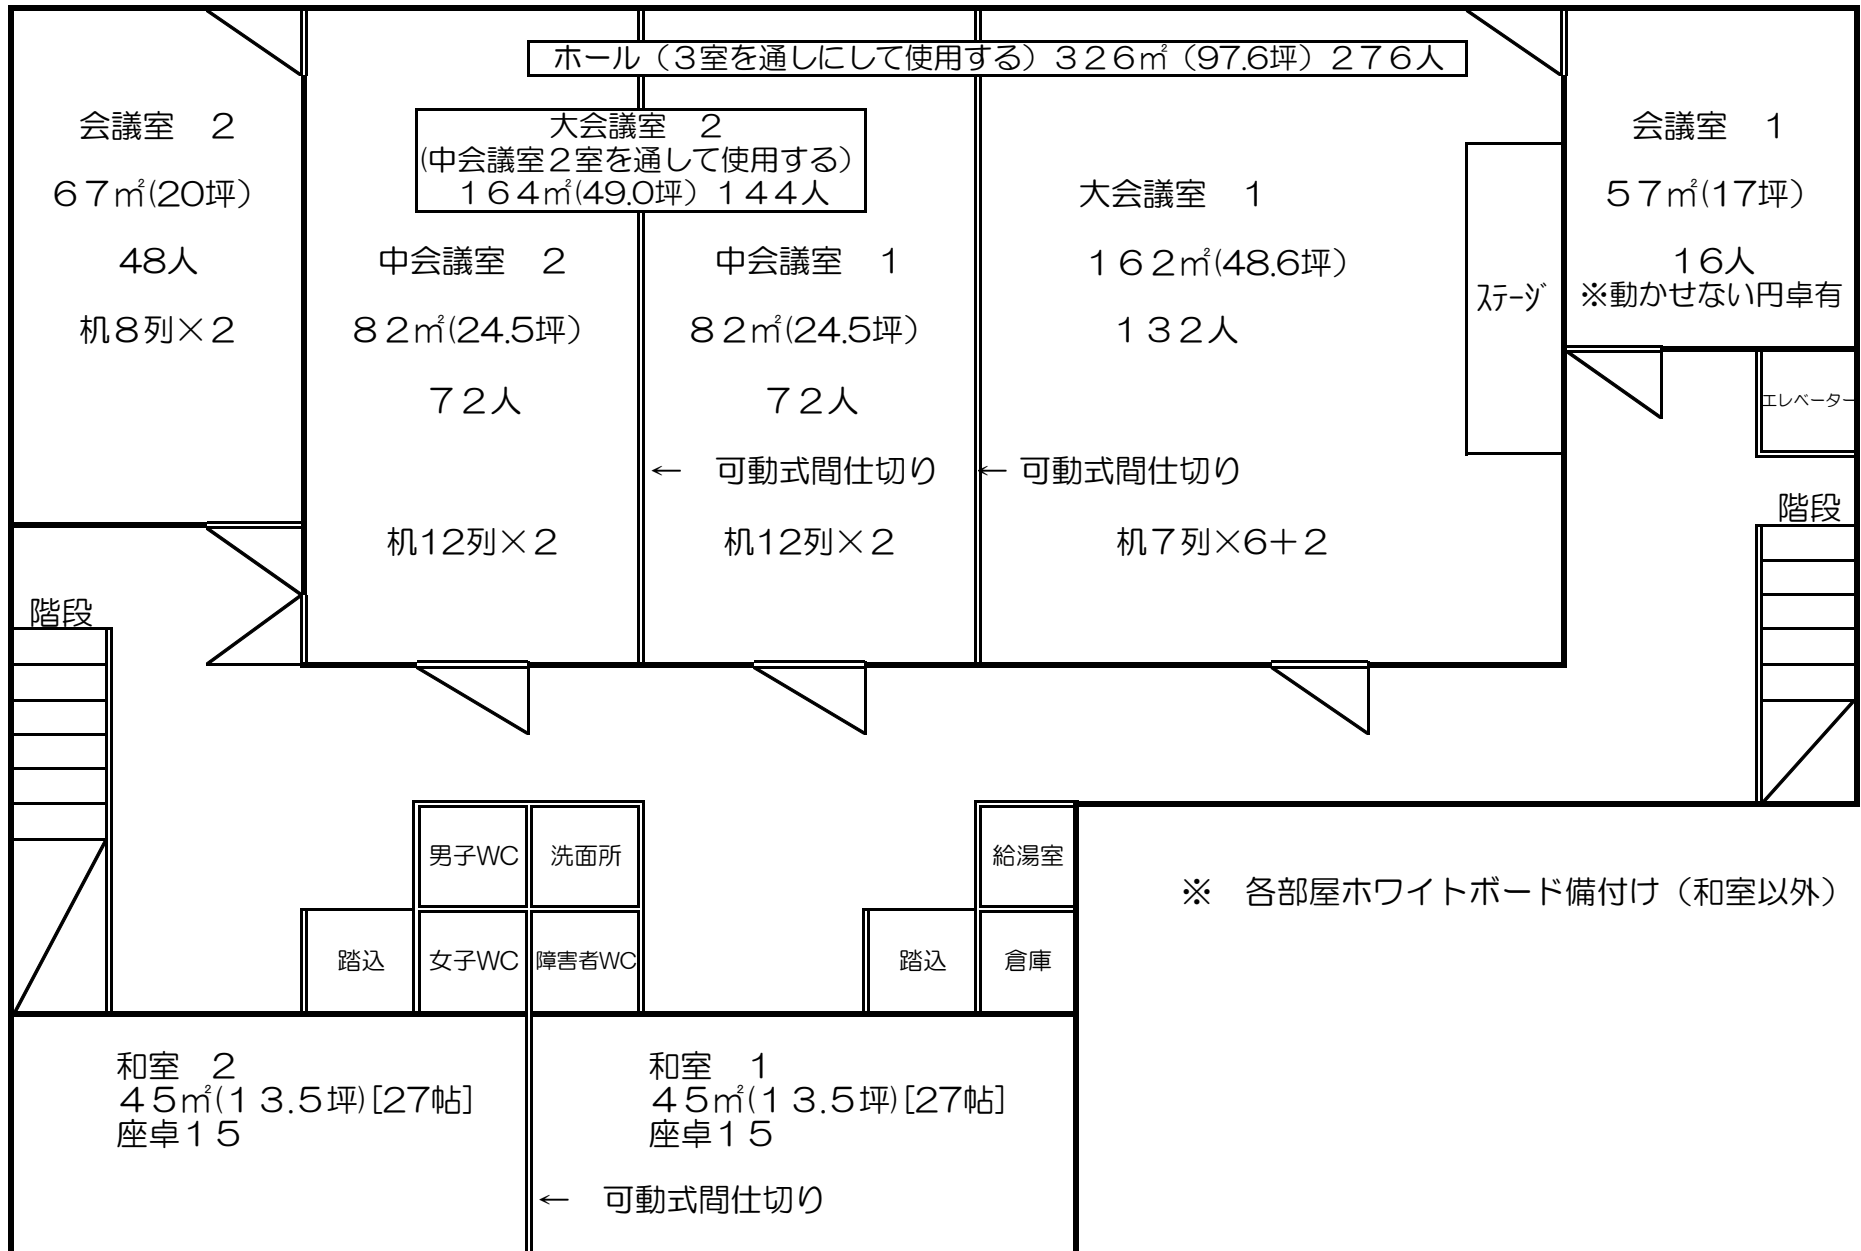 ホール（３室を通しにして使用する）３２６㎡（97.6坪）２７６人
会議室　２
６７㎡(20坪）
48人
机８列×２
大会議室　２
(中会議室２室を通して使用する）
１６４㎡(49.0坪）１４４人
中会議室　２
８２㎡(24.5坪）
７２人
机12列×２
中会議室　１
８２㎡(24.5坪）
７２人
←　可動式間仕切り
机12列×２
大会議室　１
１６２㎡(48.6坪）
１３２人
← 可動式間仕切り
机７列×6＋２
ｽﾃｰｼﾞ
会議室　１
５７㎡(17坪）
１６人
※動かせない円卓有
エレベーター
階段
階段
男子WC
洗面所
給湯室
※　各部屋ホワイトボード備付け（和室以外）
踏込
女子WC
障害者WC
踏込
倉庫
和室　２
４５㎡(１３.５坪)[27帖]
座卓１５
和室　１
４５㎡(１３.５坪)[27帖]
座卓１５
←　可動式間仕切り